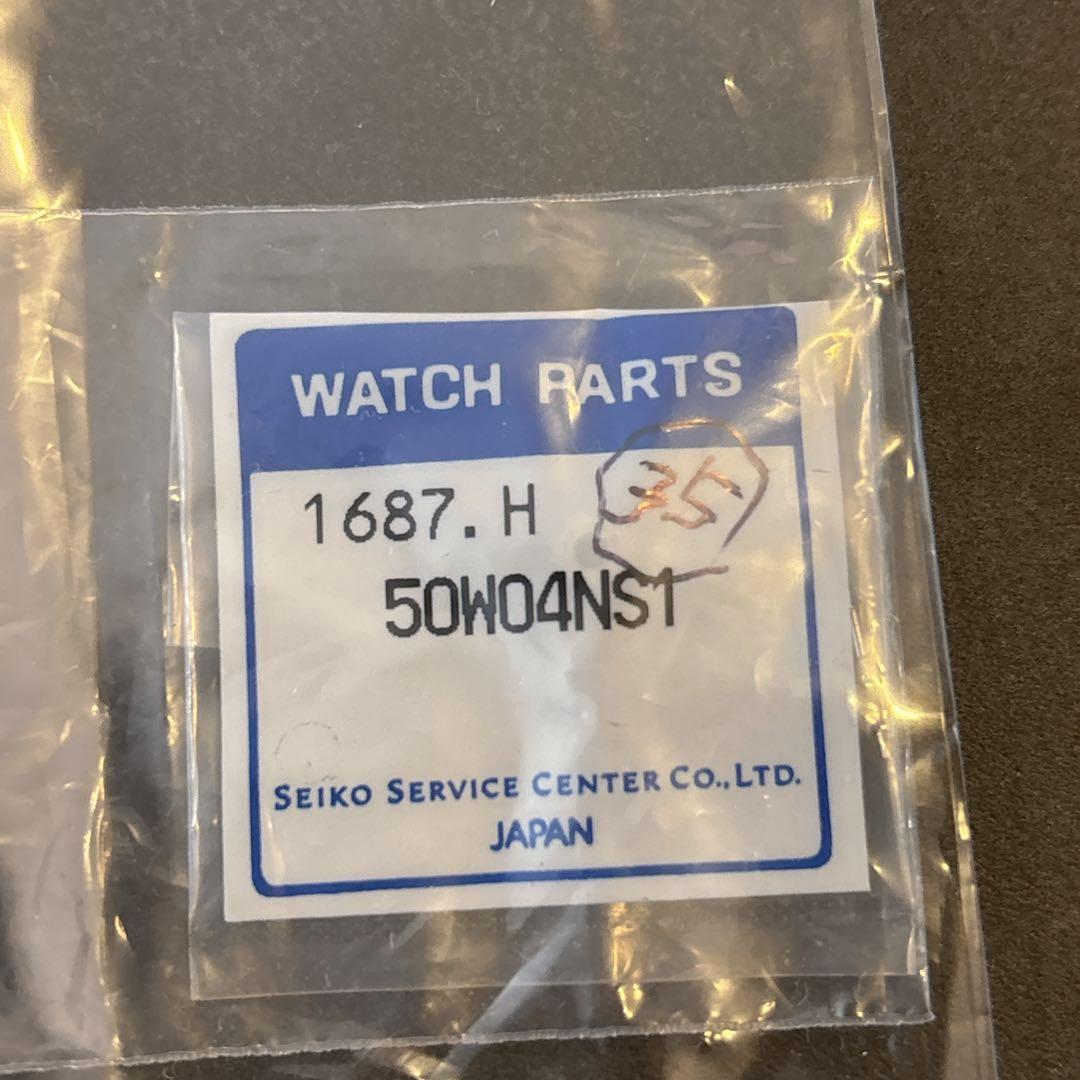 WATCH PARTS
1687.H
35
50W04NS1
SEIKO SERVICE CENTER CO.,LTD.
JAPAN